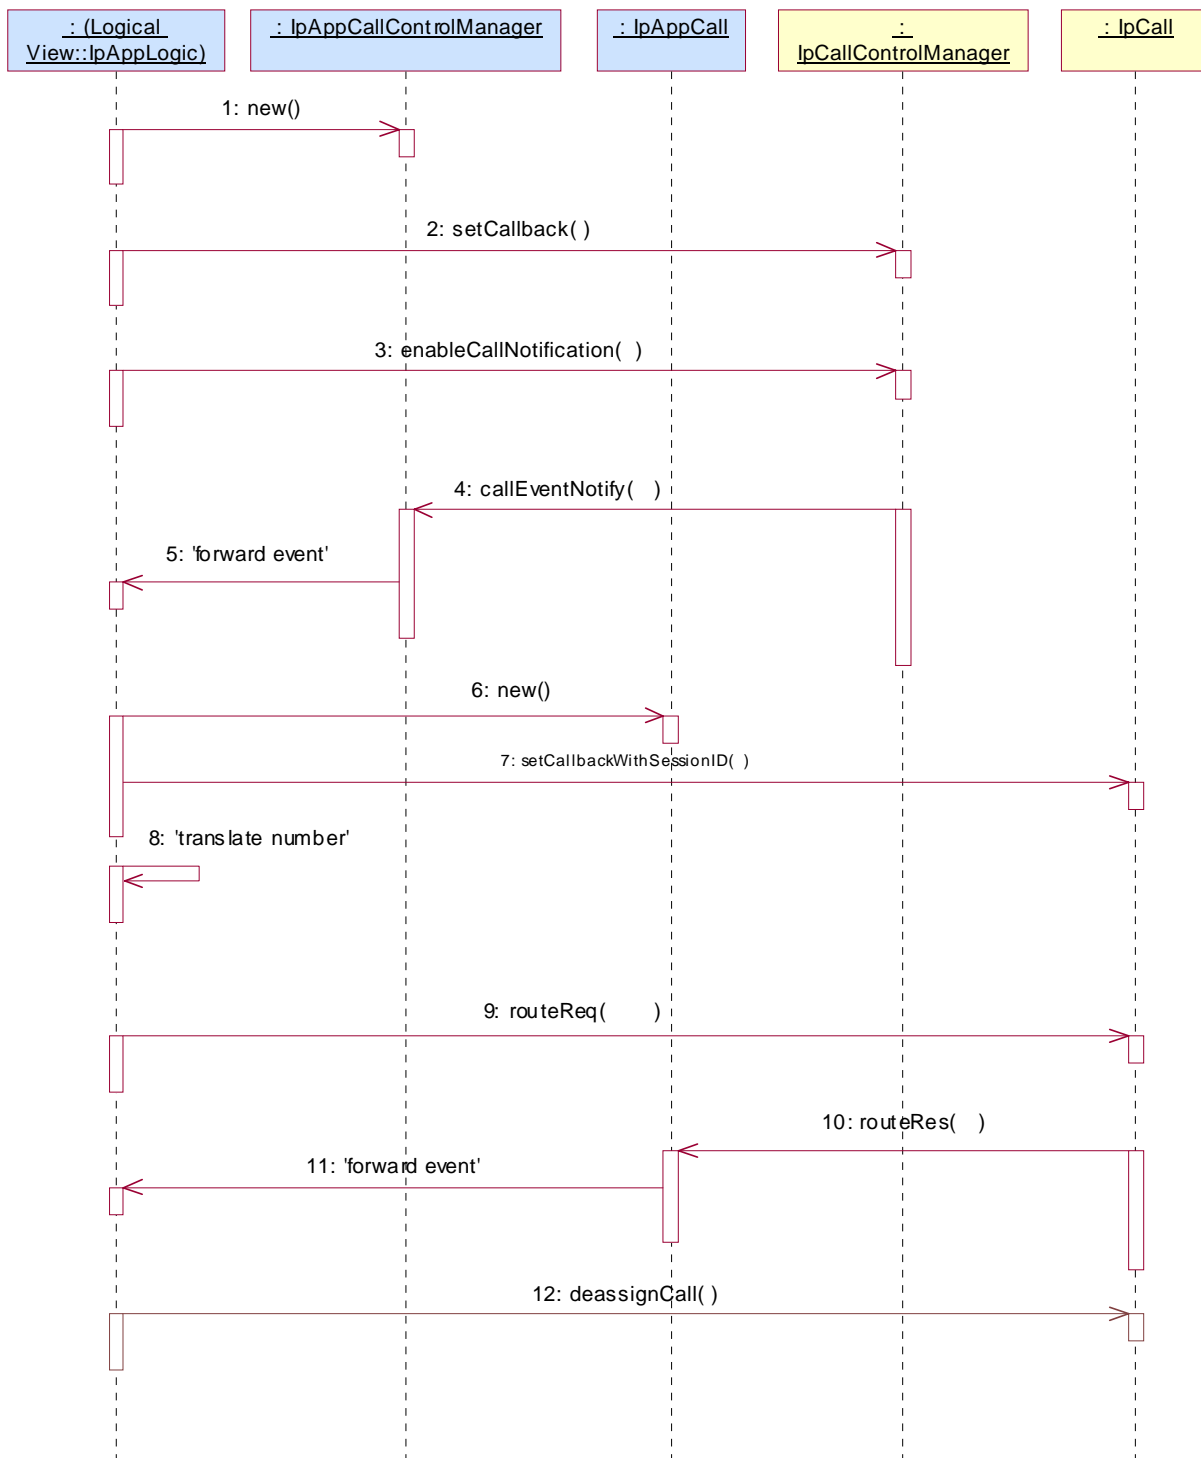 : (Logical
View::IpAppLogic)
: IpAppCallControlManager
: IpAppCall
:
IpCallControlManager
: IpCall
1: new()
2: setCallback( )
3: enableCallNotification( )
4: callEventNotify( )
5: 'forward event'
6: new()
7: setCallbackWithSessionID( )
8: 'translate number'
9: routeReq( )
10: routeRes( )
11: 'forward event'
12: deassignCall( )